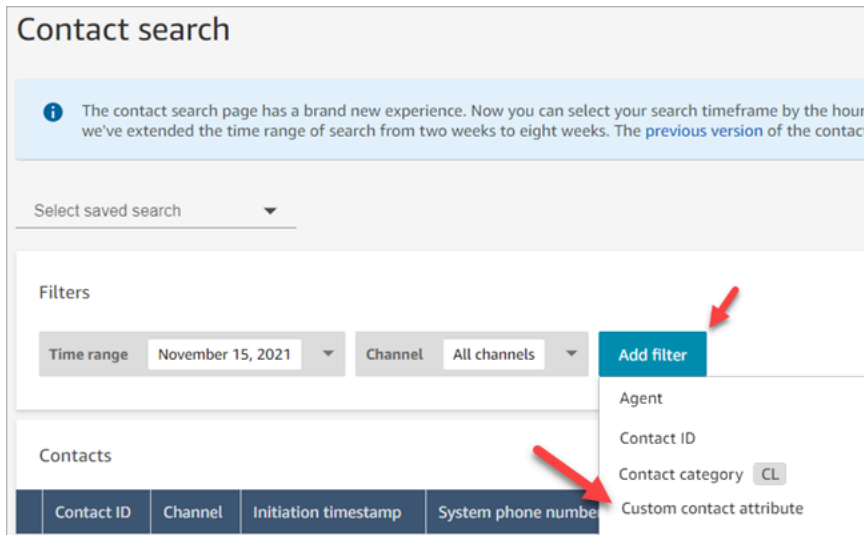 Contact search
The contact search page has a brand new experience. Now you can select your search timeframe by the hour
we've extended the time range of search from two weeks to eight weeks. The previous version of the contac
Select saved search
Filters
Time range November 15, 2021 Channel All channels Add filter
Agent
Contact ID
Contact category CL
Custom contact attribute
Contacts
Contact ID Channel Initiation timestamp System phone numbe